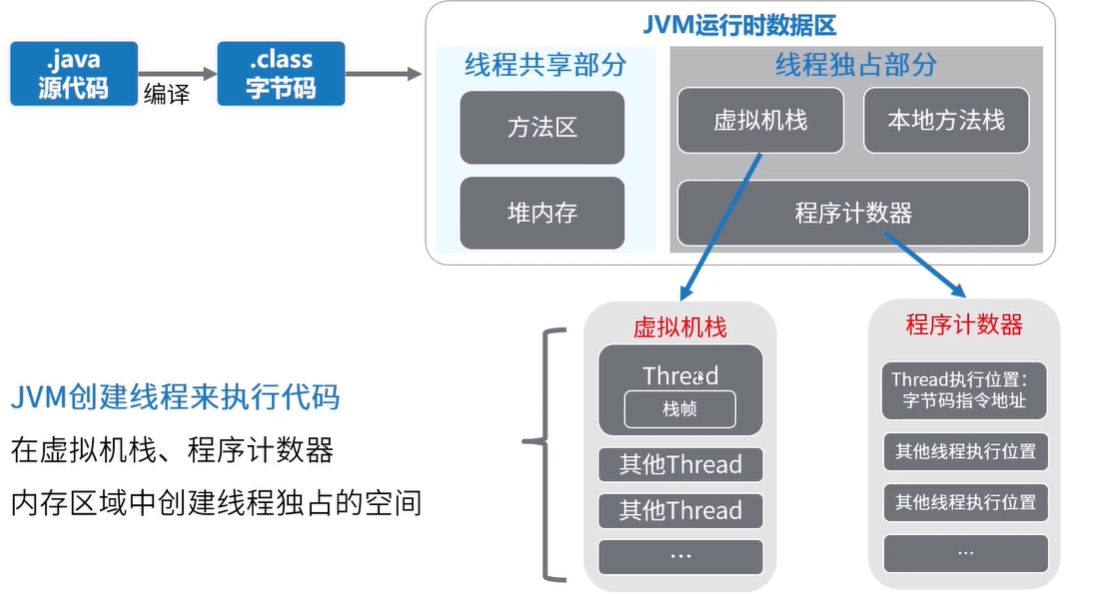 JVM运行时数据区
.java
源代码
编译
.class
字节码
线程共享部分
方法区
堆内存
线程独占部分
虚拟机栈
本地方法栈
程序计数器
JVM创建线程来执行代码
在虚拟机栈、程序计数器
内存区域中创建线程独占的空间
虚拟机栈
Thread
栈帧
其他Thread
其他Thread
...
程序计数器
Thread执行位置：
字节码指令地址
其他线程执行位置
其他线程执行位置
...